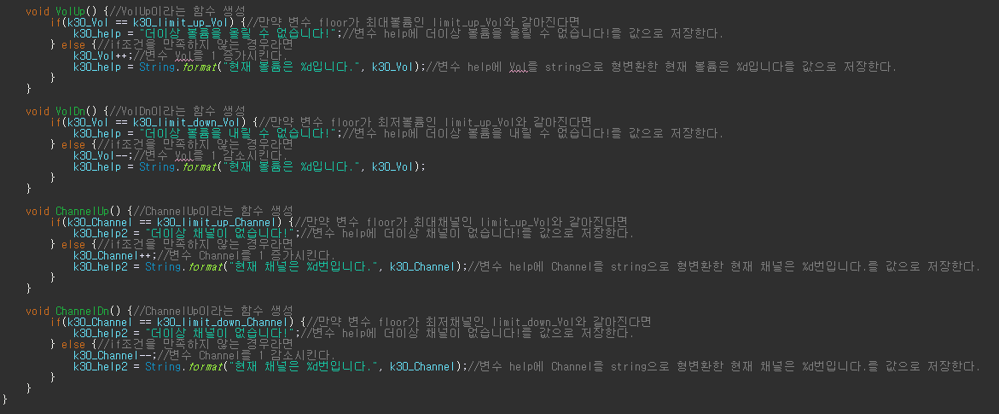 void VolUp() {//VolUp이라는 함수 생성
if(k30_Vol == k30_limit_up_Vol) {//만약 변수 floor가 최대볼륨인 limit_up_Vol와 같아진다면
k30_help = "더이상 볼륨을 올릴 수 없습니다!";//변수 help에 더이상 볼륨을 올릴 수 없습니다!를 값으로 저장한다.
} else {//if조건을 만족하지 않는 경우라면
k30_Vol++;//변수 Vol를 1 증가시킨다.
k30_help = String.format("현재 볼륨은 %d입니다.", k30_Vol);//변수 help에 Vol를 string으로 형변환한 현재 볼륨은 %d입니다를 값으로 저장한다.
}
}
void VolDn() {//VolDn이라는 함수 생성
if(k30_Vol == k30_limit_down_Vol) {//만약 변수 floor가 최저볼륨인 limit_up_Vol와 같아진다면
k30_help = "더이상 볼륨을 내릴 수 없습니다!";//변수 help에 더이상 볼륨을 내릴 수 없습니다!를 값으로 저장한다.
} else {//if조건을 만족하지 않는 경우라면
k30_Vol--;//변수 Vol를 1 감소시킨다.
k30_help = String.format("현재 볼륨은 %d입니다.", k30_Vol);
}
}
void ChannelUp() {//ChannelUp이라는 함수 생성
if(k30_Channel == k30_limit_up_Channel) {//만약 변수 floor가 최대채널인 limit_up_Vol와 같아진다면
k30_help2 = "더이상 채널이 없습니다!";//변수 help에 더이상 채널이 없습니다!를 값으로 저장한다.
} else {//if조건을 만족하지 않는 경우라면
k30_Channel++;//변수 Channel를 1 증가시킨다.
k30_help2 = String.format("현재 채널은 %d번입니다.", k30_Channel);//변수 help에 Channel를 string으로 형변환한 현재 채널은 %d번입니다.를 값으로 저장한다.
}
}
void ChannelDn() {//ChannelUp이라는 함수 생성
if(k30_Channel == k30_limit_down_Channel) {//만약 변수 floor가 최저채널인 limit_down_Vol와 같아진다면
k30_help2 = "더이상 채널이 없습니다!";//변수 help에 더이상 채널이 없습니다!를 값으로 저장한다.
} else {//if조건을 만족하지 않는 경우라면
k30_Channel--;//변수 Channel를 1 감소시킨다.
k30_help2 = String.format("현재 채널은 %d번입니다.", k30_Channel);//변수 help에 Channel를 string으로 형변환한 현재 채널은 %d번입니다.를 값으로 저장한다.
}
}
}